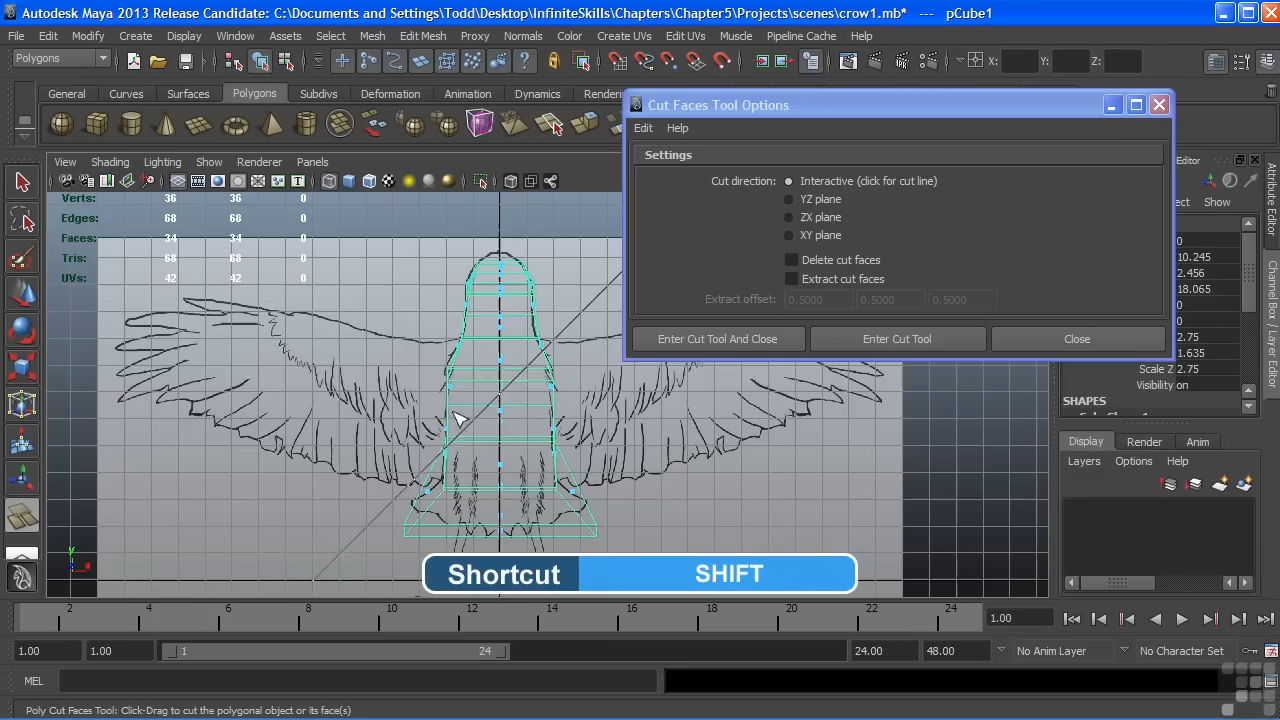 Autodesk Maya 2013 Release Candidate: C:\Documents and Settings\Todd\Desktop\InfiniteSkills\Chapters\Chapter5\Projects\scenes\crow1.mb* --- pCube1
File Edit Modify Create Display Window Assets Select Mesh Edit Mesh Proxy Normals Color Create UVs Edit UVs Muscle Pipeline Cache Help
Polygons X: Y: Z:
General Curves Surfaces Polygons Subdivs Deformation Animation Dynamics
Cut Faces Tool Options
Edit Help
Settings
Cut direction: Interactive (click for cut line)
YZ plane
ZX plane
XY plane
Delete cut faces
Extract cut faces
Extract offset: 0.5000 0.5000 0.5000
Enter Cut Tool And Close Enter Cut Tool Close
View Shading Lighting Show Renderer Panels
Verts: 36 36 0
Edges: 68 68 0
Faces: 34 34 0
Tris: 68 68 0
UVs: 42 42 0
Editor
Show
0
10.245
2.456
18.065
0
0
0
2.75
1.635
Scale Z 2.75
Visibility on
SHAPES
Attribute Editor
Channel Box / Layer Editor
Display Render Anim
Layers Options Help
y
Shortcut SHIFT
2 4 6 8 10 12 14 16 18 20 22 24
1.00
1.00 1.00 1 24 24.00 48.00 No Anim Layer No Character Set
MEL
Poly Cut Faces Tool: Click-Drag to cut the polygonal object or its face(s)